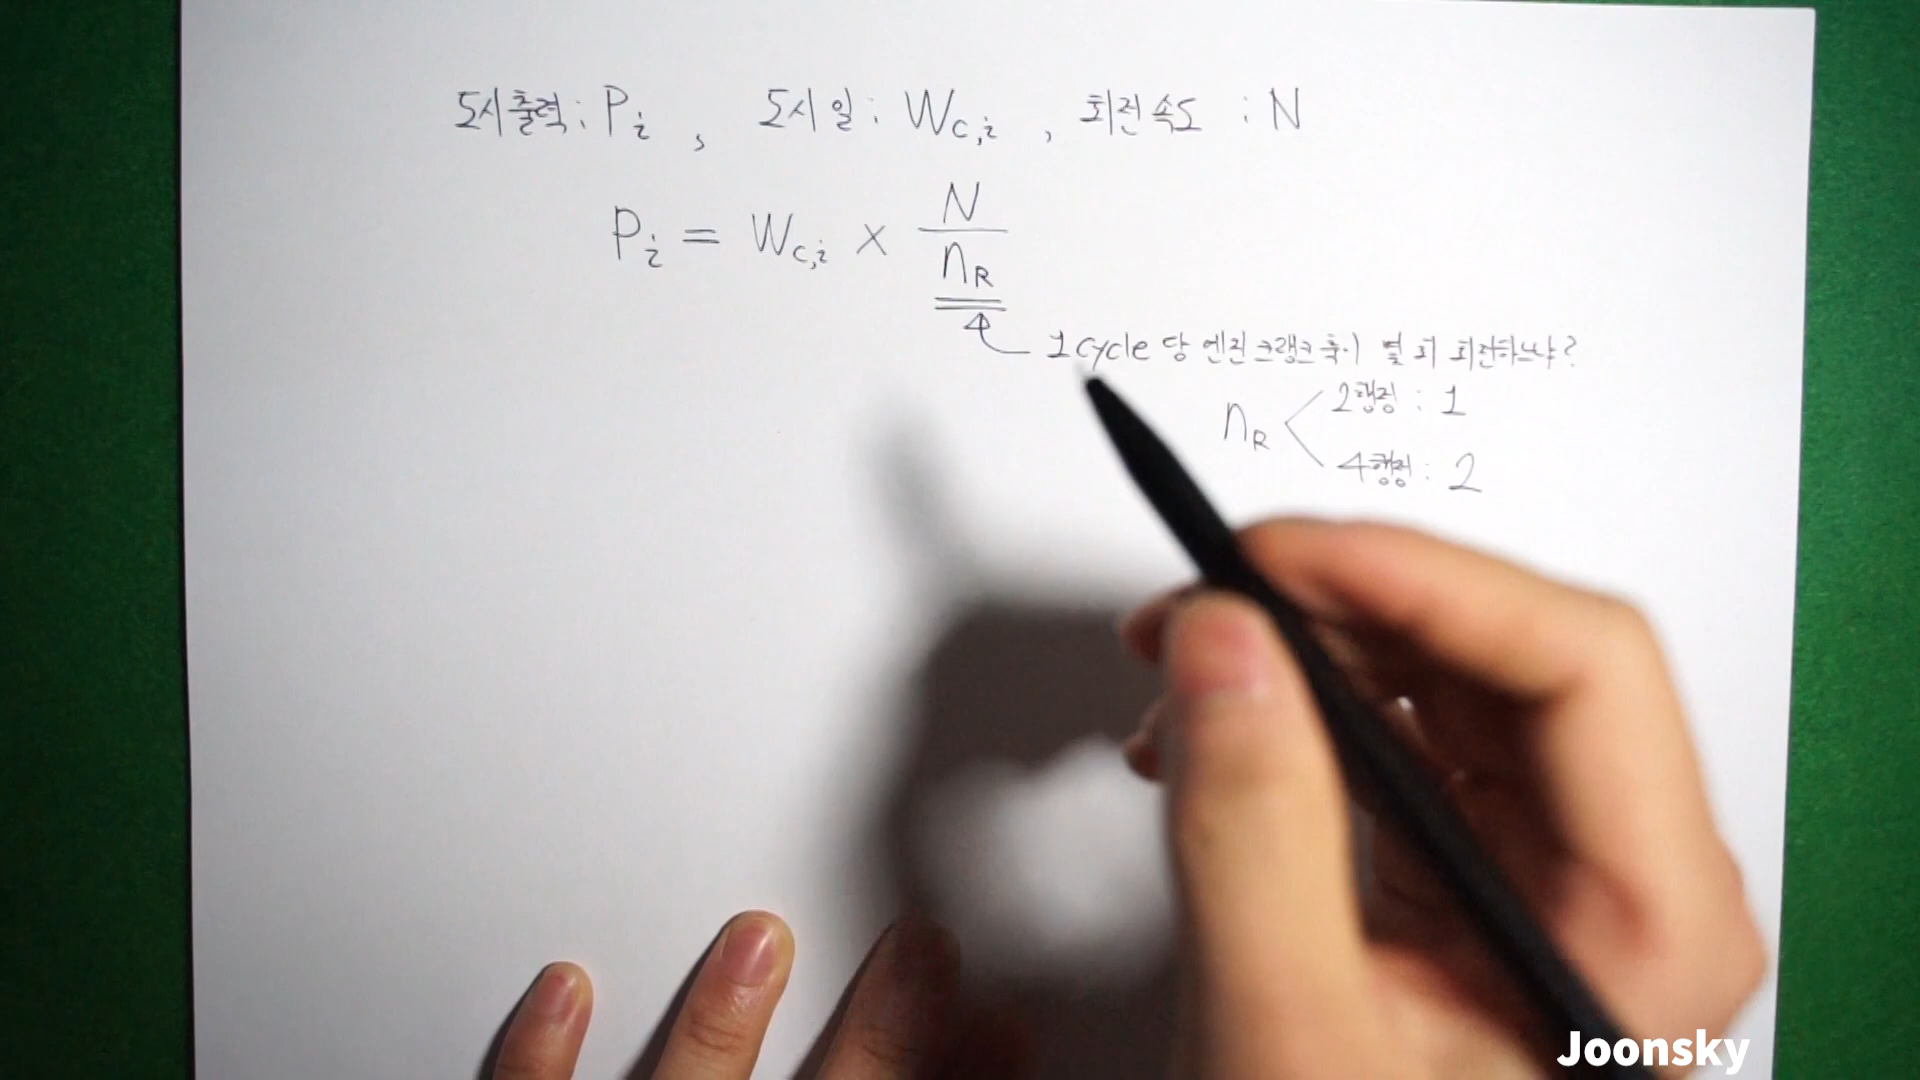 도시출력 : Pi , 도시일 : Wc,i , 회전속도 : N
Pi = Wc,i × N/nR
1 cycle 당 엔진크랭크축이 몇 회 회전하느냐?
nR < 2행정 : 1
4행정 : 2
Joonsky